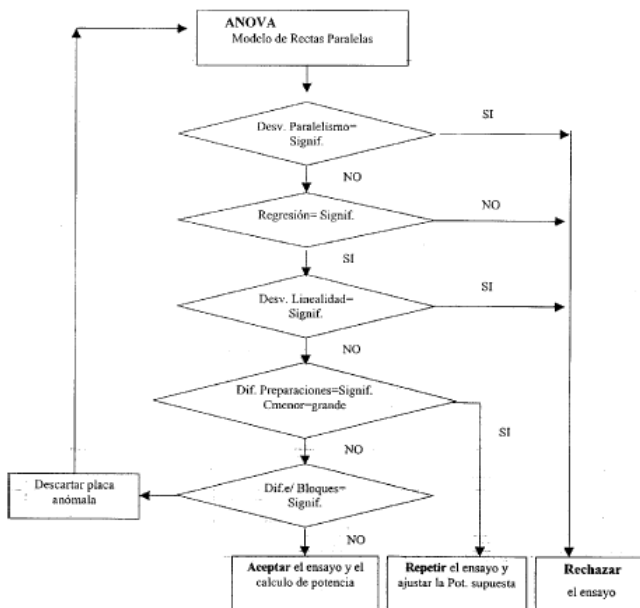 ANOVA
Modelo de Rectas Paralelas
Desv. Paralelismo=
Signif.
SI
NO
Regresión= Signif.
NO
SI
Desv. Linealidad=
Signif.
SI
NO
Dif. Preparaciones=Signif.
Cmenor=grande
SI
NO
Descartar placa
anómala
Dif.e/ Bloques=
Signif.
NO
Aceptar el ensayo y el
calculo de potencia
Repetir el ensayo y
ajustar la Pot. supuesta
Rechazar
el ensayo